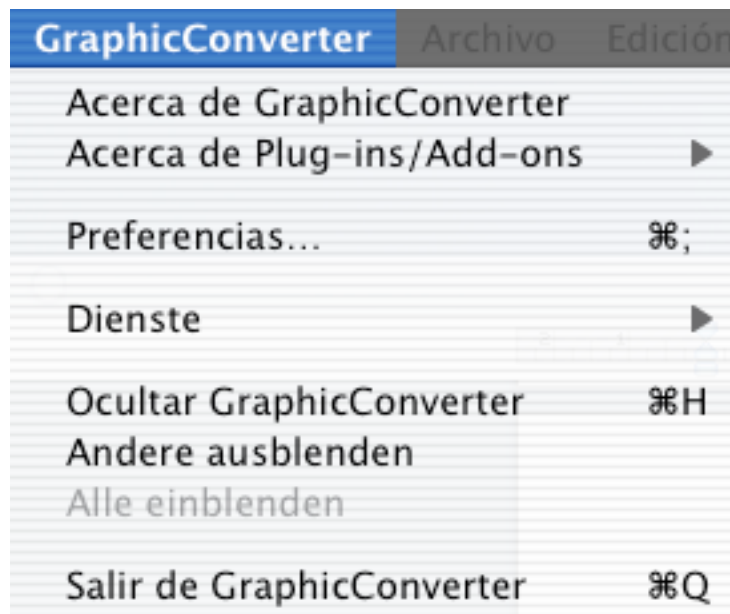 GraphicConverter Archivo Edición
Acerca de GraphicConverter
Acerca de Plug-ins/Add-ons
Preferencias... ⌘;
Dienste
Ocultar GraphicConverter ⌘H
Andere ausblenden
Alle einblenden
Salir de GraphicConverter ⌘Q